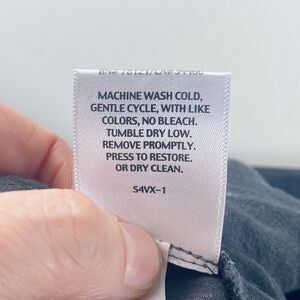 MACHINE WASH COLD,
GENTLE CYCLE, WITH LIKE
COLORS, NO BLEACH.
TUMBLE DRY LOW.
REMOVE PROMPTLY.
PRESS TO RESTORE.
OR DRY CLEAN.
S4VX-1